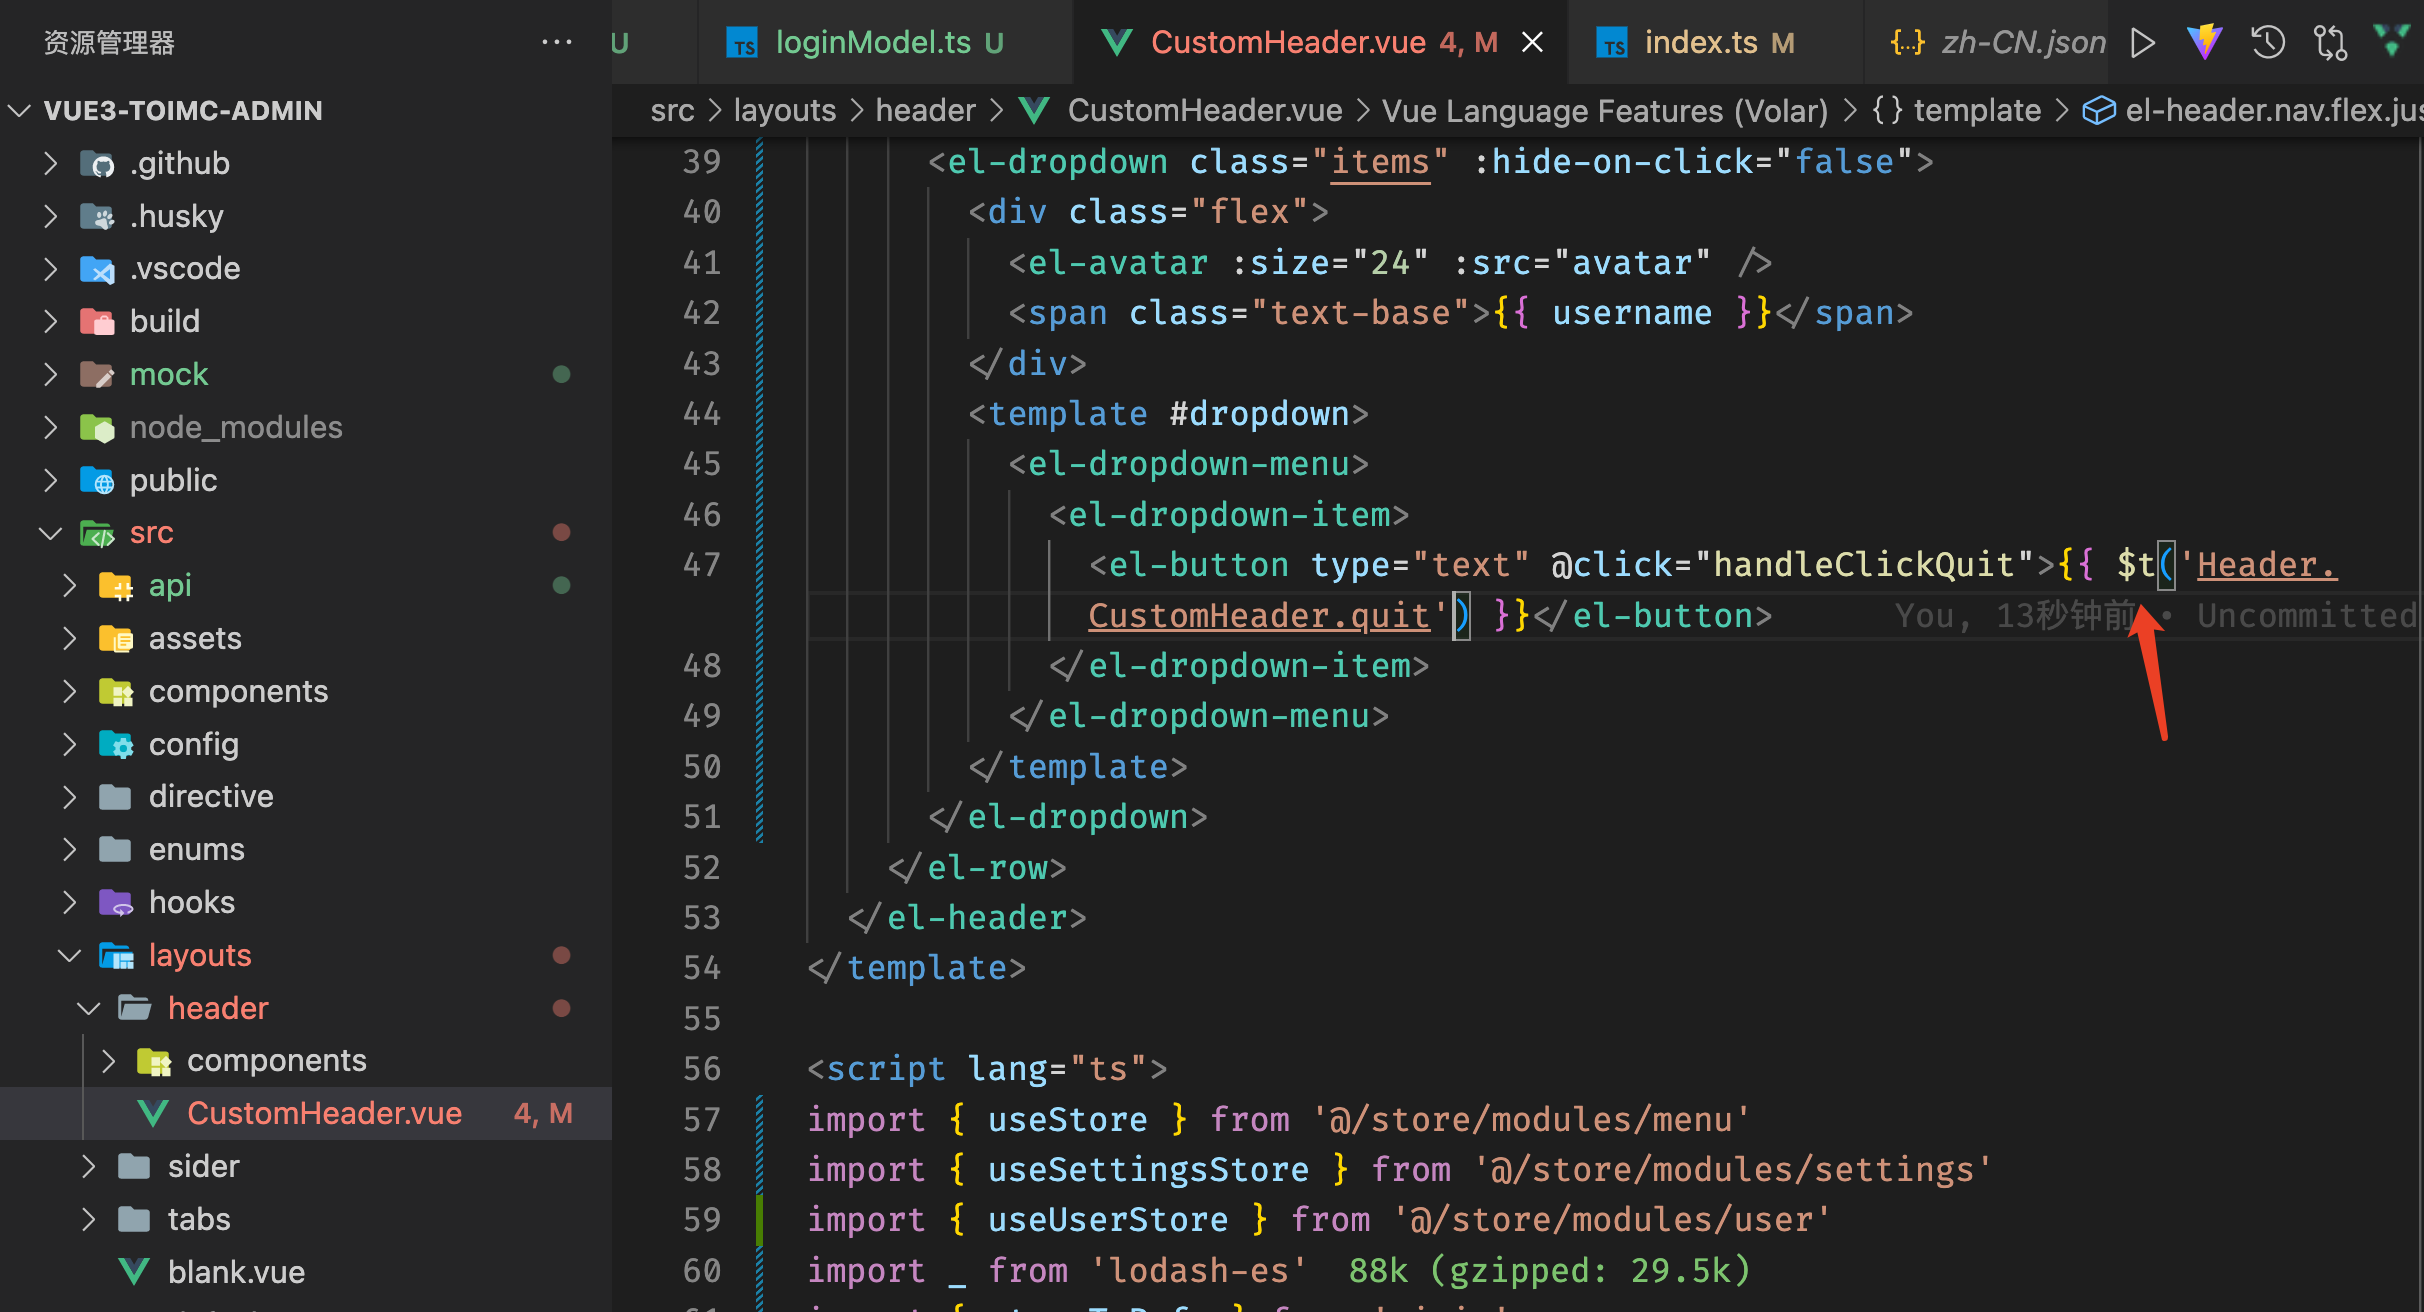 资源管理器 ···
VUE3-TOIMC-ADMIN
.github
.husky
.vscode
build
mock
node_modules
public
src
api
assets
components
config
directive
enums
hooks
layouts
header
components
CustomHeader.vue 4, M
sider
tabs
blank.vue
U
TS loginModel.ts U
CustomHeader.vue 4, M
TS index.ts M
{..} zh-CN.json
src > layouts > header > CustomHeader.vue > Vue Language Features (Volar) > {} template > el-header.nav.flex.jus
39 <el-dropdown class="items" :hide-on-click="false">
40 <div class="flex">
41 <el-avatar :size="24" :src="avatar" />
42 <span class="text-base">{{ username }}</span>
43 </div>
44 <template #dropdown>
45 <el-dropdown-menu>
46 <el-dropdown-item>
47 <el-button type="text" @click="handleClickQuit">{{ $t('Header.
CustomHeader.quit') }}</el-button> You, 13秒钟前 • Uncommitted
48 </el-dropdown-item>
49 </el-dropdown-menu>
50 </template>
51 </el-dropdown>
52 </el-row>
53 </el-header>
54 </template>
55
56 <script lang="ts">
57 import { useStore } from '@/store/modules/menu'
58 import { useSettingsStore } from '@/store/modules/settings'
59 import { useUserStore } from '@/store/modules/user'
60 import _ from 'lodash-es' 88k (gzipped: 29.5k)